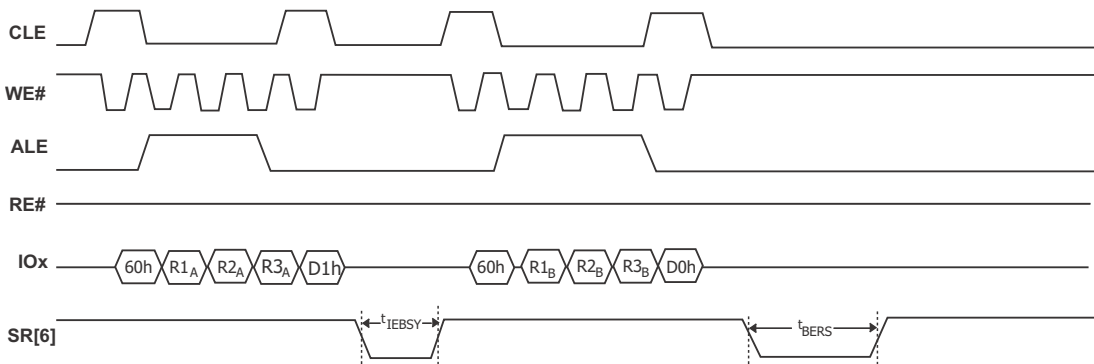 CLE
WE#
ALE
RE#
IOx 60h R1A R2A R3A D1h 60h R1B R2B R3B D0h
SR[6] tIEBSY tBERS